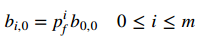 b_{i,0} = p_f^i b_{0,0}   0 ≤ i ≤ m